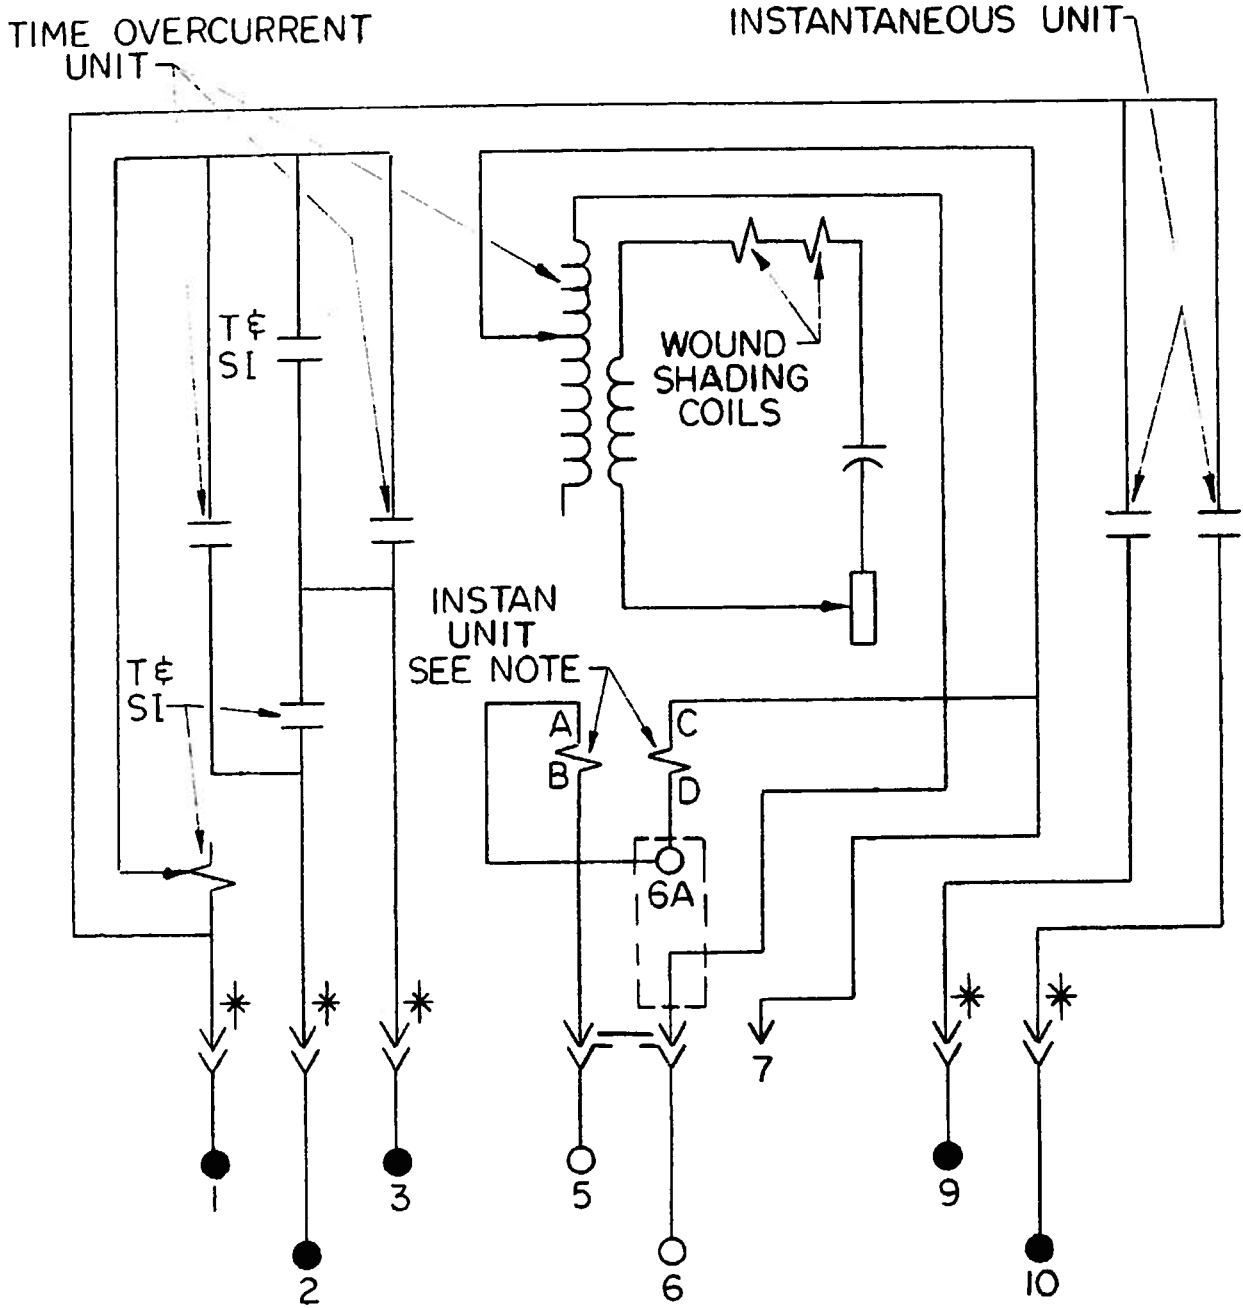 TIME OVERCURRENT
UNIT
INSTANTANEOUS UNIT
T&
SI
WOUND
SHADING
COILS
INSTAN
UNIT
SEE NOTE
T&
SI
A
C
B
D
6A
7
1
3
5
9
2
6
10